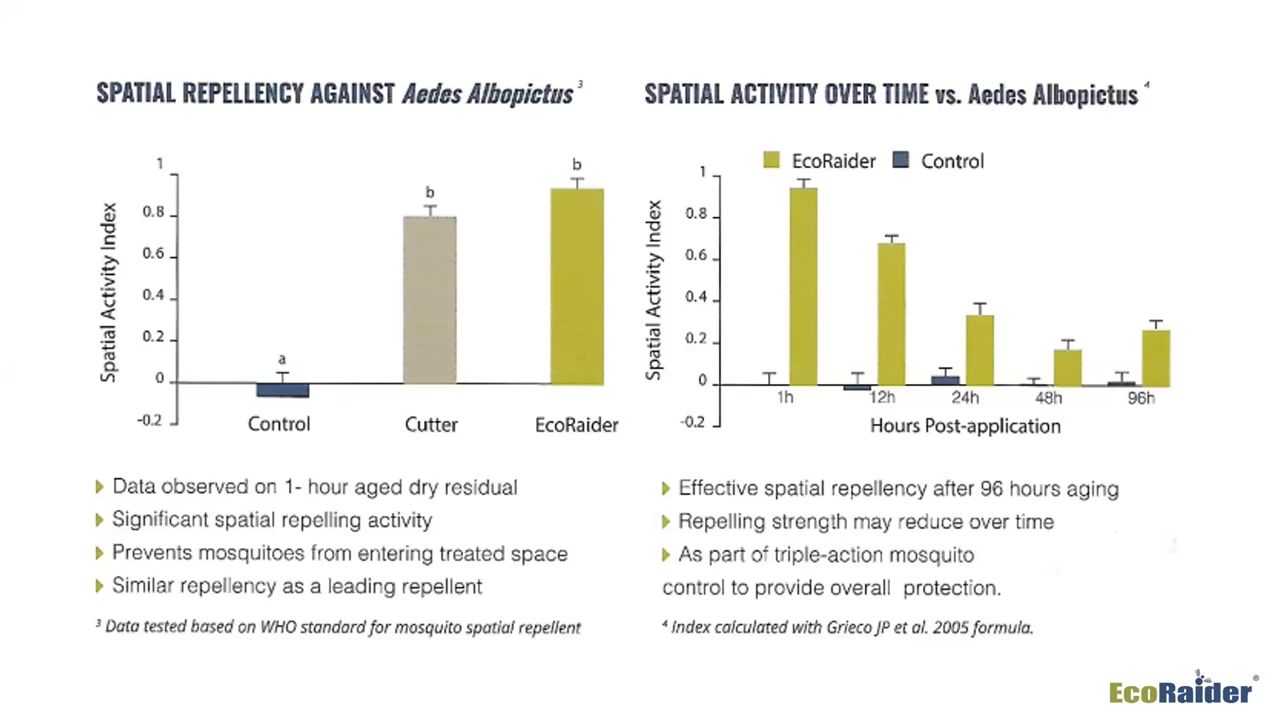 SPATIAL REPELLENCY AGAINST Aedes Albopictus 3
Spatial Activity Index
1
0.8
0.6
0.4
0.2
0
-0.2
a
b
b
Control
Cutter
EcoRaider
Data observed on 1- hour aged dry residual
Significant spatial repelling activity
Prevents mosquitoes from entering treated space
Similar repellency as a leading repellent
3 Data tested based on WHO standard for mosquito spatial repellent
SPATIAL ACTIVITY OVER TIME vs. Aedes Albopictus 4
EcoRaider
Control
Spatial Activity Index
1
0.8
0.6
0.4
0.2
0
-0.2
1h
12h
24h
48h
96h
Hours Post-application
Effective spatial repellency after 96 hours aging
Repelling strength may reduce over time
As part of triple-action mosquito
control to provide overall protection.
4 Index calculated with Grieco JP et al. 2005 formula.
EcoRaider®